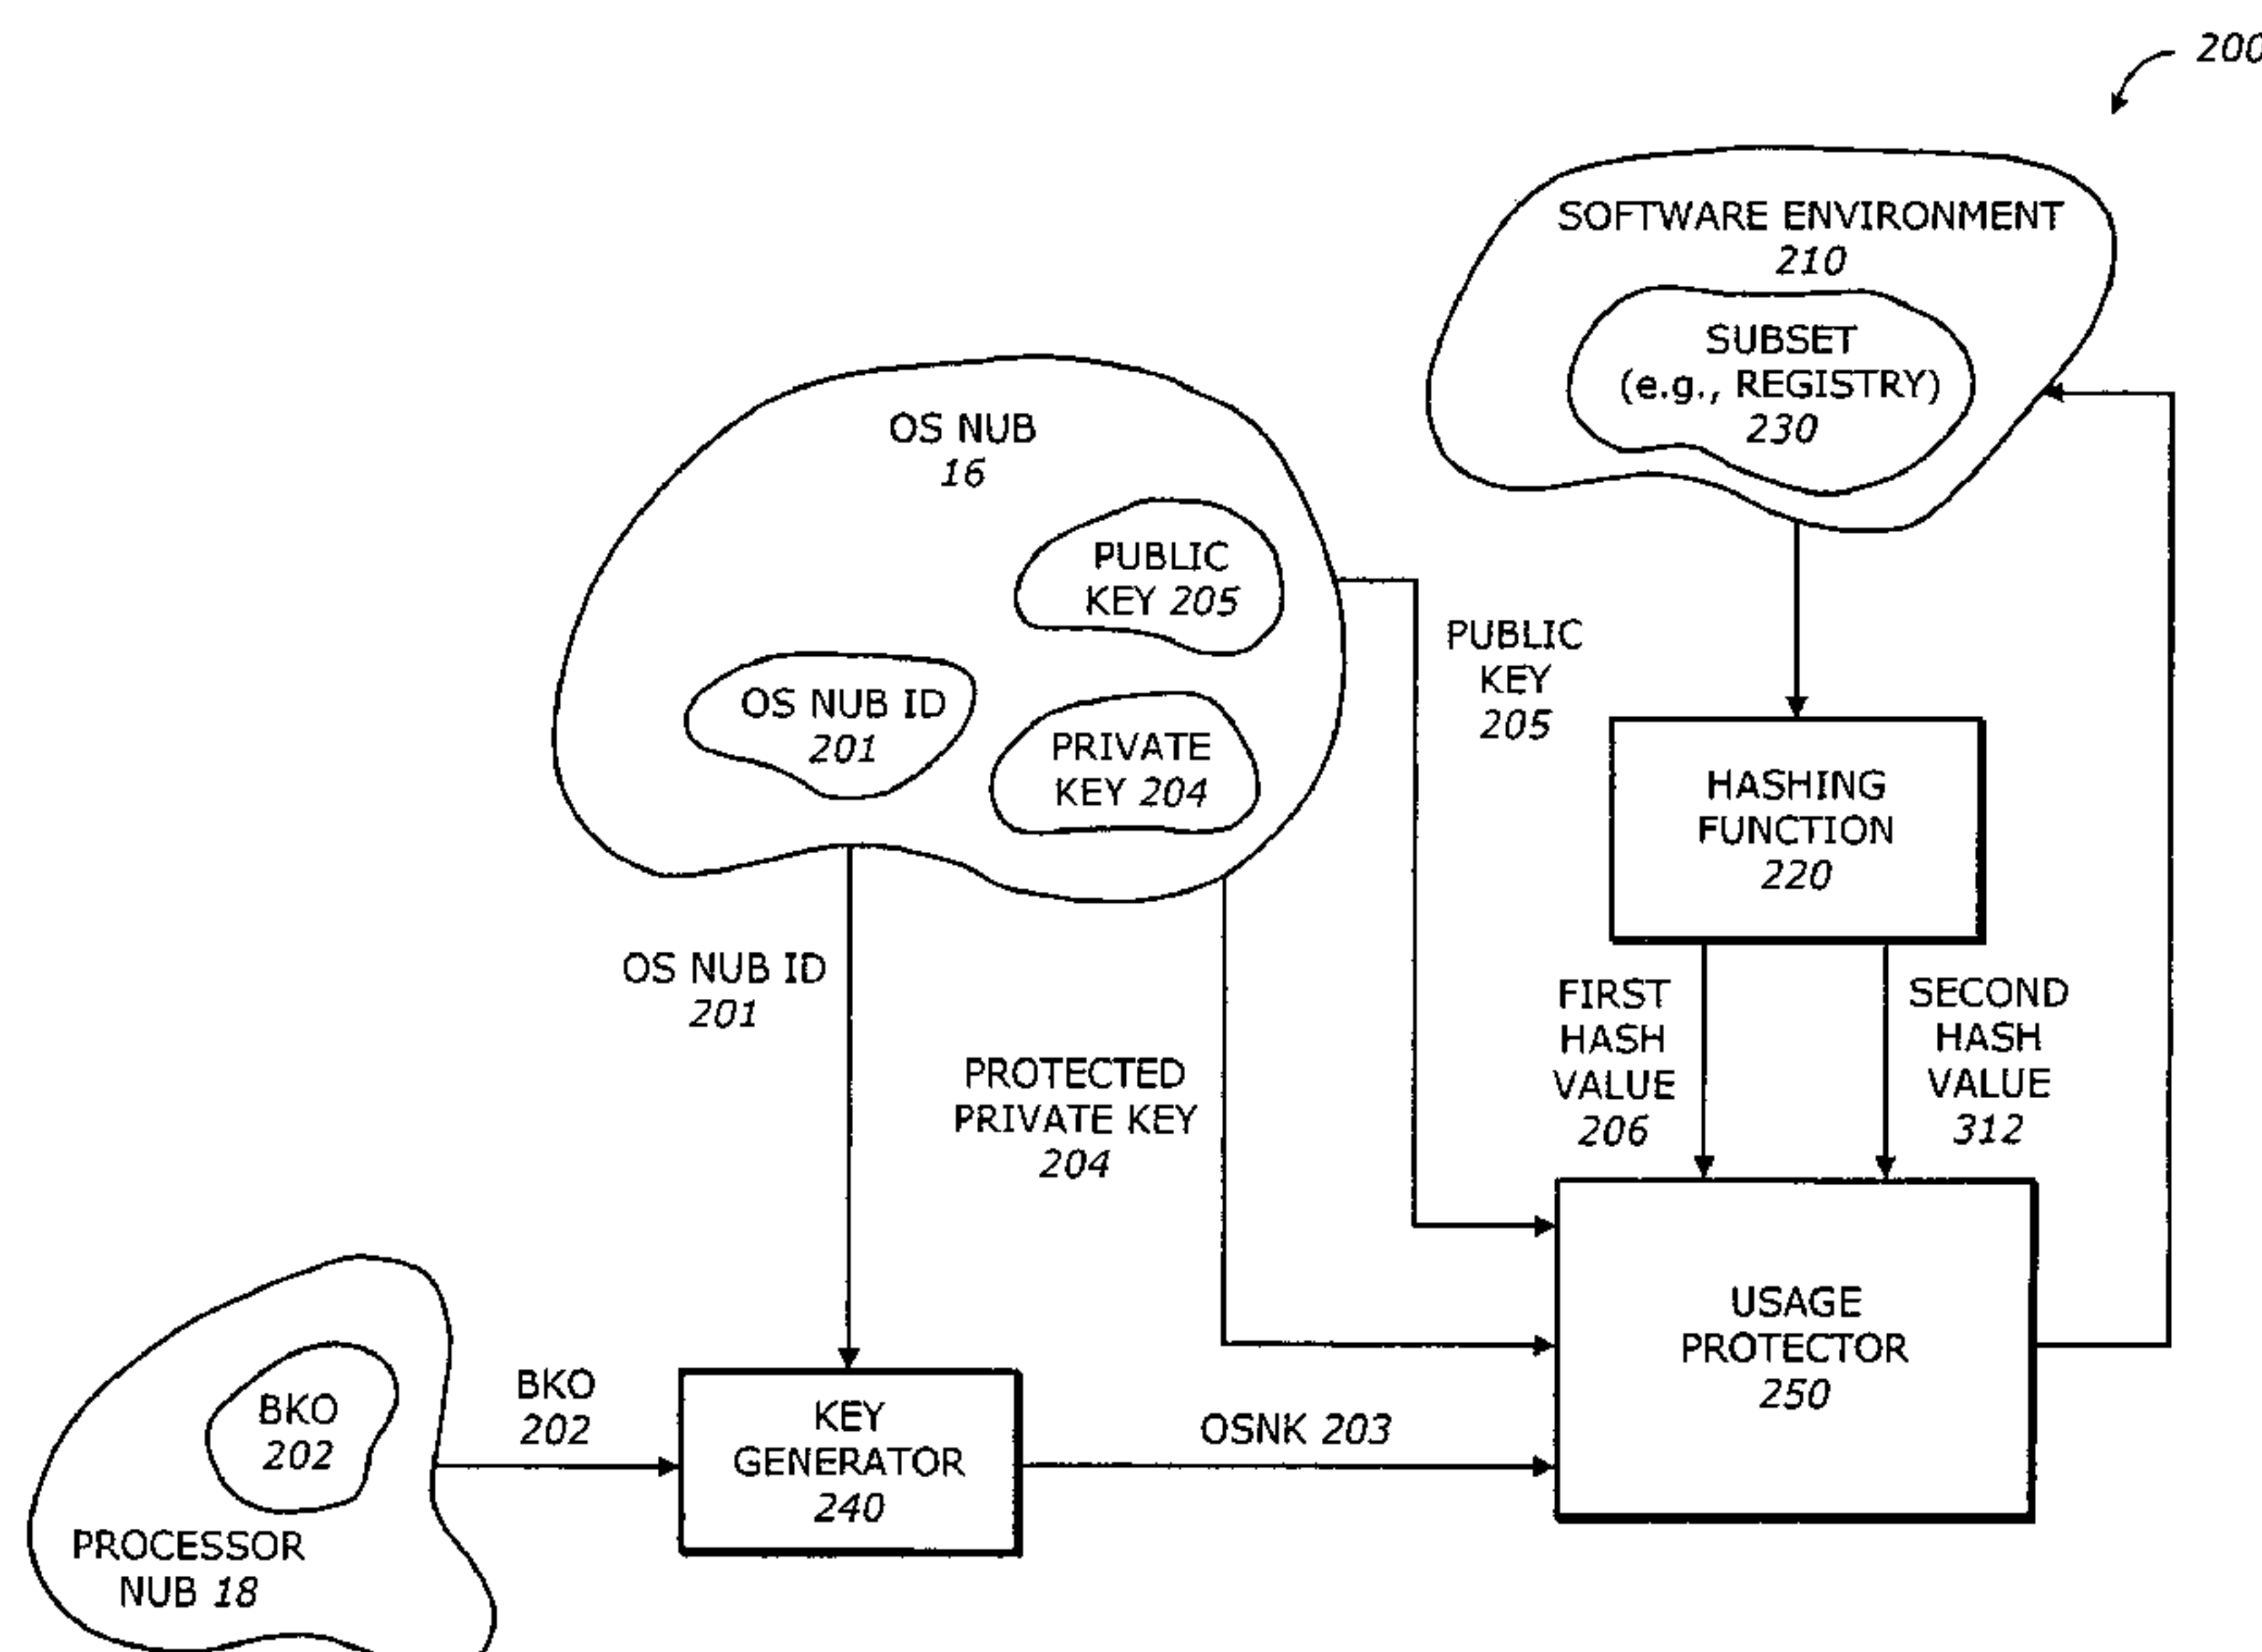 200
SOFTWARE ENVIRONMENT
210
SUBSET
(e.g., REGISTRY)
230
OS NUB
16
PUBLIC
KEY 205
OS NUB ID
201
PRIVATE
KEY 204
PUBLIC
KEY
205
HASHING
FUNCTION
220
OS NUB ID
201
PROTECTED
PRIVATE KEY
204
FIRST
HASH
VALUE
206
SECOND
HASH
VALUE
312
USAGE
PROTECTOR
250
BKO
202
PROCESSOR
NUB 18
BKO
202
KEY
GENERATOR
240
OSNK 203